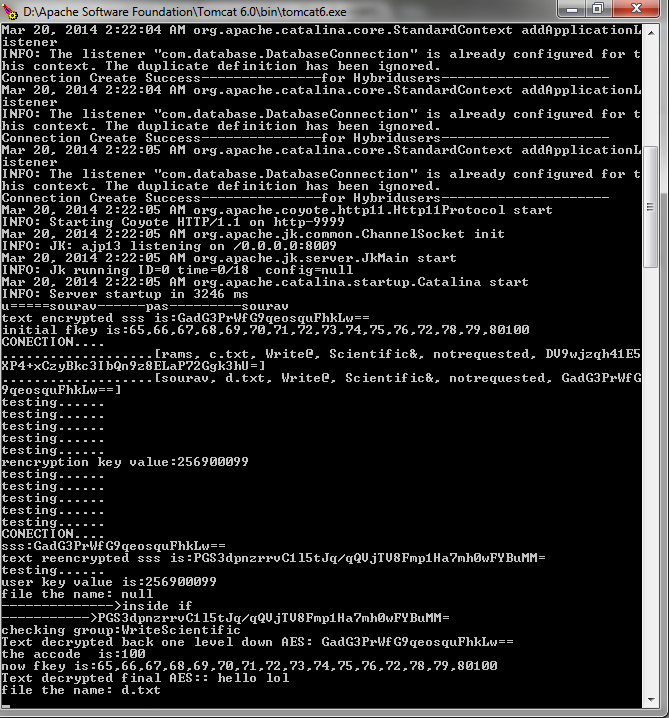 D:\Apache Software Foundation\Tomcat 6.0\bin\tomcat6.exe
Mar 20, 2014 2:22:04 AM org.apache.catalina.core.StandardContext addApplicationL
istener
INFO: The listener "com.database.DatabaseConnection" is already configured for t
his context. The duplicate definition has been ignored.
Connection Create Success---------------for Hybridusers---------------------
Mar 20, 2014 2:22:04 AM org.apache.catalina.core.StandardContext addApplicationL
istener
INFO: The listener "com.database.DatabaseConnection" is already configured for t
his context. The duplicate definition has been ignored.
Connection Create Success---------------for Hybridusers---------------------
Mar 20, 2014 2:22:05 AM org.apache.catalina.core.StandardContext addApplicationL
istener
INFO: The listener "com.database.DatabaseConnection" is already configured for t
his context. The duplicate definition has been ignored.
Connection Create Success---------------for Hybridusers---------------------
Mar 20, 2014 2:22:05 AM org.apache.coyote.http11.Http11Protocol start
INFO: Starting Coyote HTTP/1.1 on http-9999
Mar 20, 2014 2:22:05 AM org.apache.jk.common.ChannelSocket init
INFO: JK: ajp13 listening on /0.0.0.0:8009
Mar 20, 2014 2:22:05 AM org.apache.jk.server.JkMain start
INFO: Jk running ID=0 time=0/18  config=null
Mar 20, 2014 2:22:05 AM org.apache.catalina.startup.Catalina start
INFO: Server startup in 3246 ms
u=====sourav------pas---------sourav
text encrypted sss is:GadG3PrWfG9qeosquFhkLw==
initial fkey is:65,66,67,68,69,70,71,72,73,74,75,76,72,78,79,80100
CONECTION....
...................[rams, c.txt, Write@, Scientific&, notrequested, DV9wjzqh41E5
XP4+xCzyBkc3IbQn9z8ELaP72Ggk3hU=]
...................[sourav, d.txt, Write@, Scientific&, notrequested, GadG3PrWfG
9qeosquFhkLw==]
testing......
testing......
testing......
testing......
testing......
rencryption key value:256900099
testing......
testing......
testing......
testing......
testing......
CONECTION....
sss:GadG3PrWfG9qeosquFhkLw==
text reencrypted sss is:PGS3dpnzrrvC1l5tJq/qQVjTV8Fmp1Ha7mh0wFYBuMM=
testing......
user key value is:256900099
file the name: null
-------------->inside if
----------->PGS3dpnzrrvC1l5tJq/qQVjTV8Fmp1Ha7mh0wFYBuMM=
checking group:WriteScientific
Text decrypted back one level down AES: GadG3PrWfG9qeosquFhkLw==
the accode  is:100
now fkey is:65,66,67,68,69,70,71,72,73,74,75,76,72,78,79,80100
Text decrypted final AES:: hello lol
file the name: d.txt